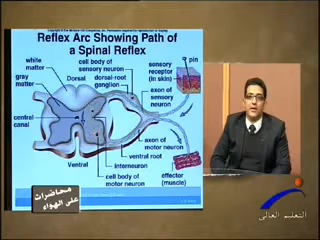 Reflex Arc Showing Path of
a Spinal Reflex
white
matter
gray
matter
Dorsal
cell body of
sensory neuron
dorsal-root
ganglion
sensory
receptor
(in skin)
pin
axon of
sensory
neuron
central
canal
axon of
motor neuron
ventral root
interneuron
Ventral
cell body of
motor neuron
effector
(muscle)
محاضرات
على الهواء
التعليم العالى